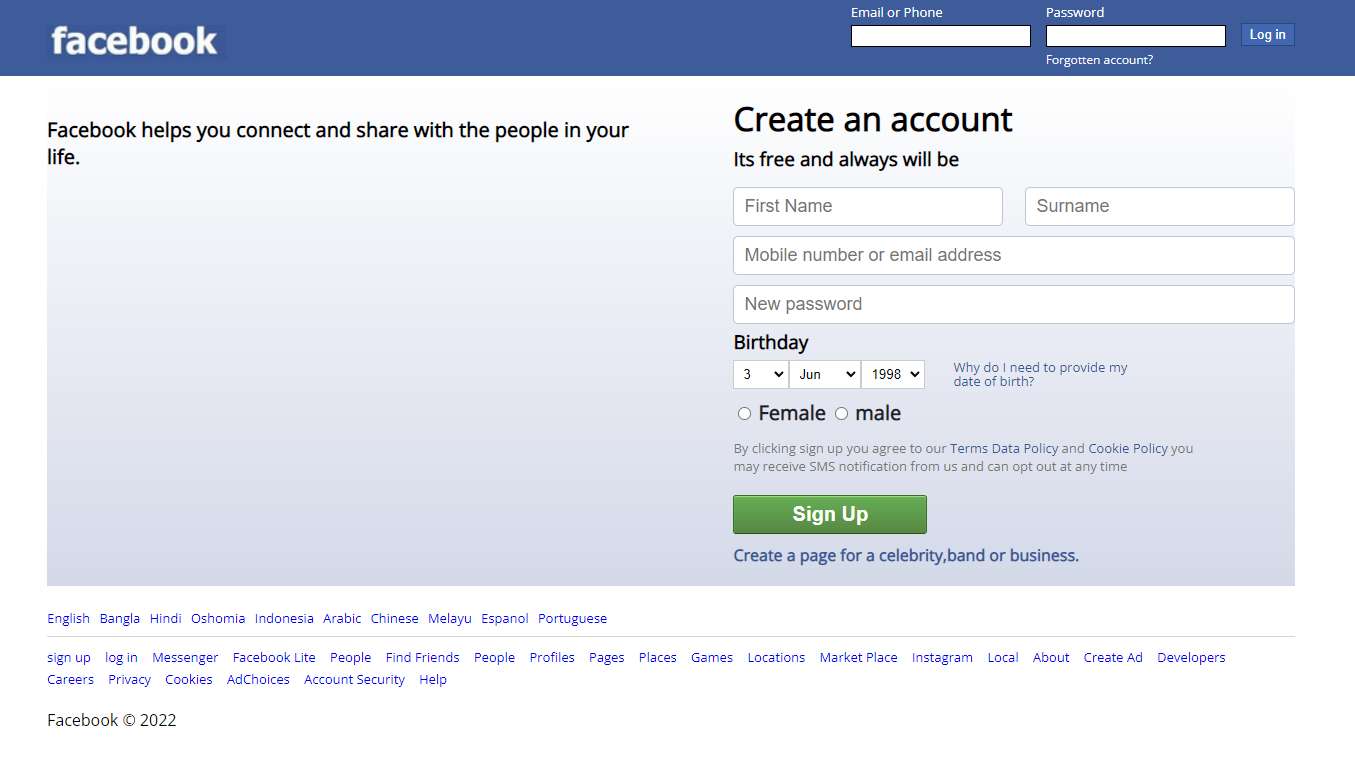 Email or Phone
Password
facebook
Log in
Forgotten account?
Facebook helps you connect and share with the people in your
life.
Create an account
Its free and always will be
First Name
Surname
Mobile number or email address
New password
Birthday
3 Jun 1998
Why do I need to provide my
date of birth?
Female male
By clicking sign up you agree to our Terms Data Policy and Cookie Policy you
may receive SMS notification from us and can opt out at any time
Sign Up
Create a page for a celebrity,band or business.
English Bangla Hindi Oshomia Indonesia Arabic Chinese Melayu Espanol Portuguese
sign up log in Messenger Facebook Lite People Find Friends People Profiles Pages Places Games Locations Market Place Instagram Local About Create Ad Developers
Careers Privacy Cookies AdChoices Account Security Help
Facebook © 2022